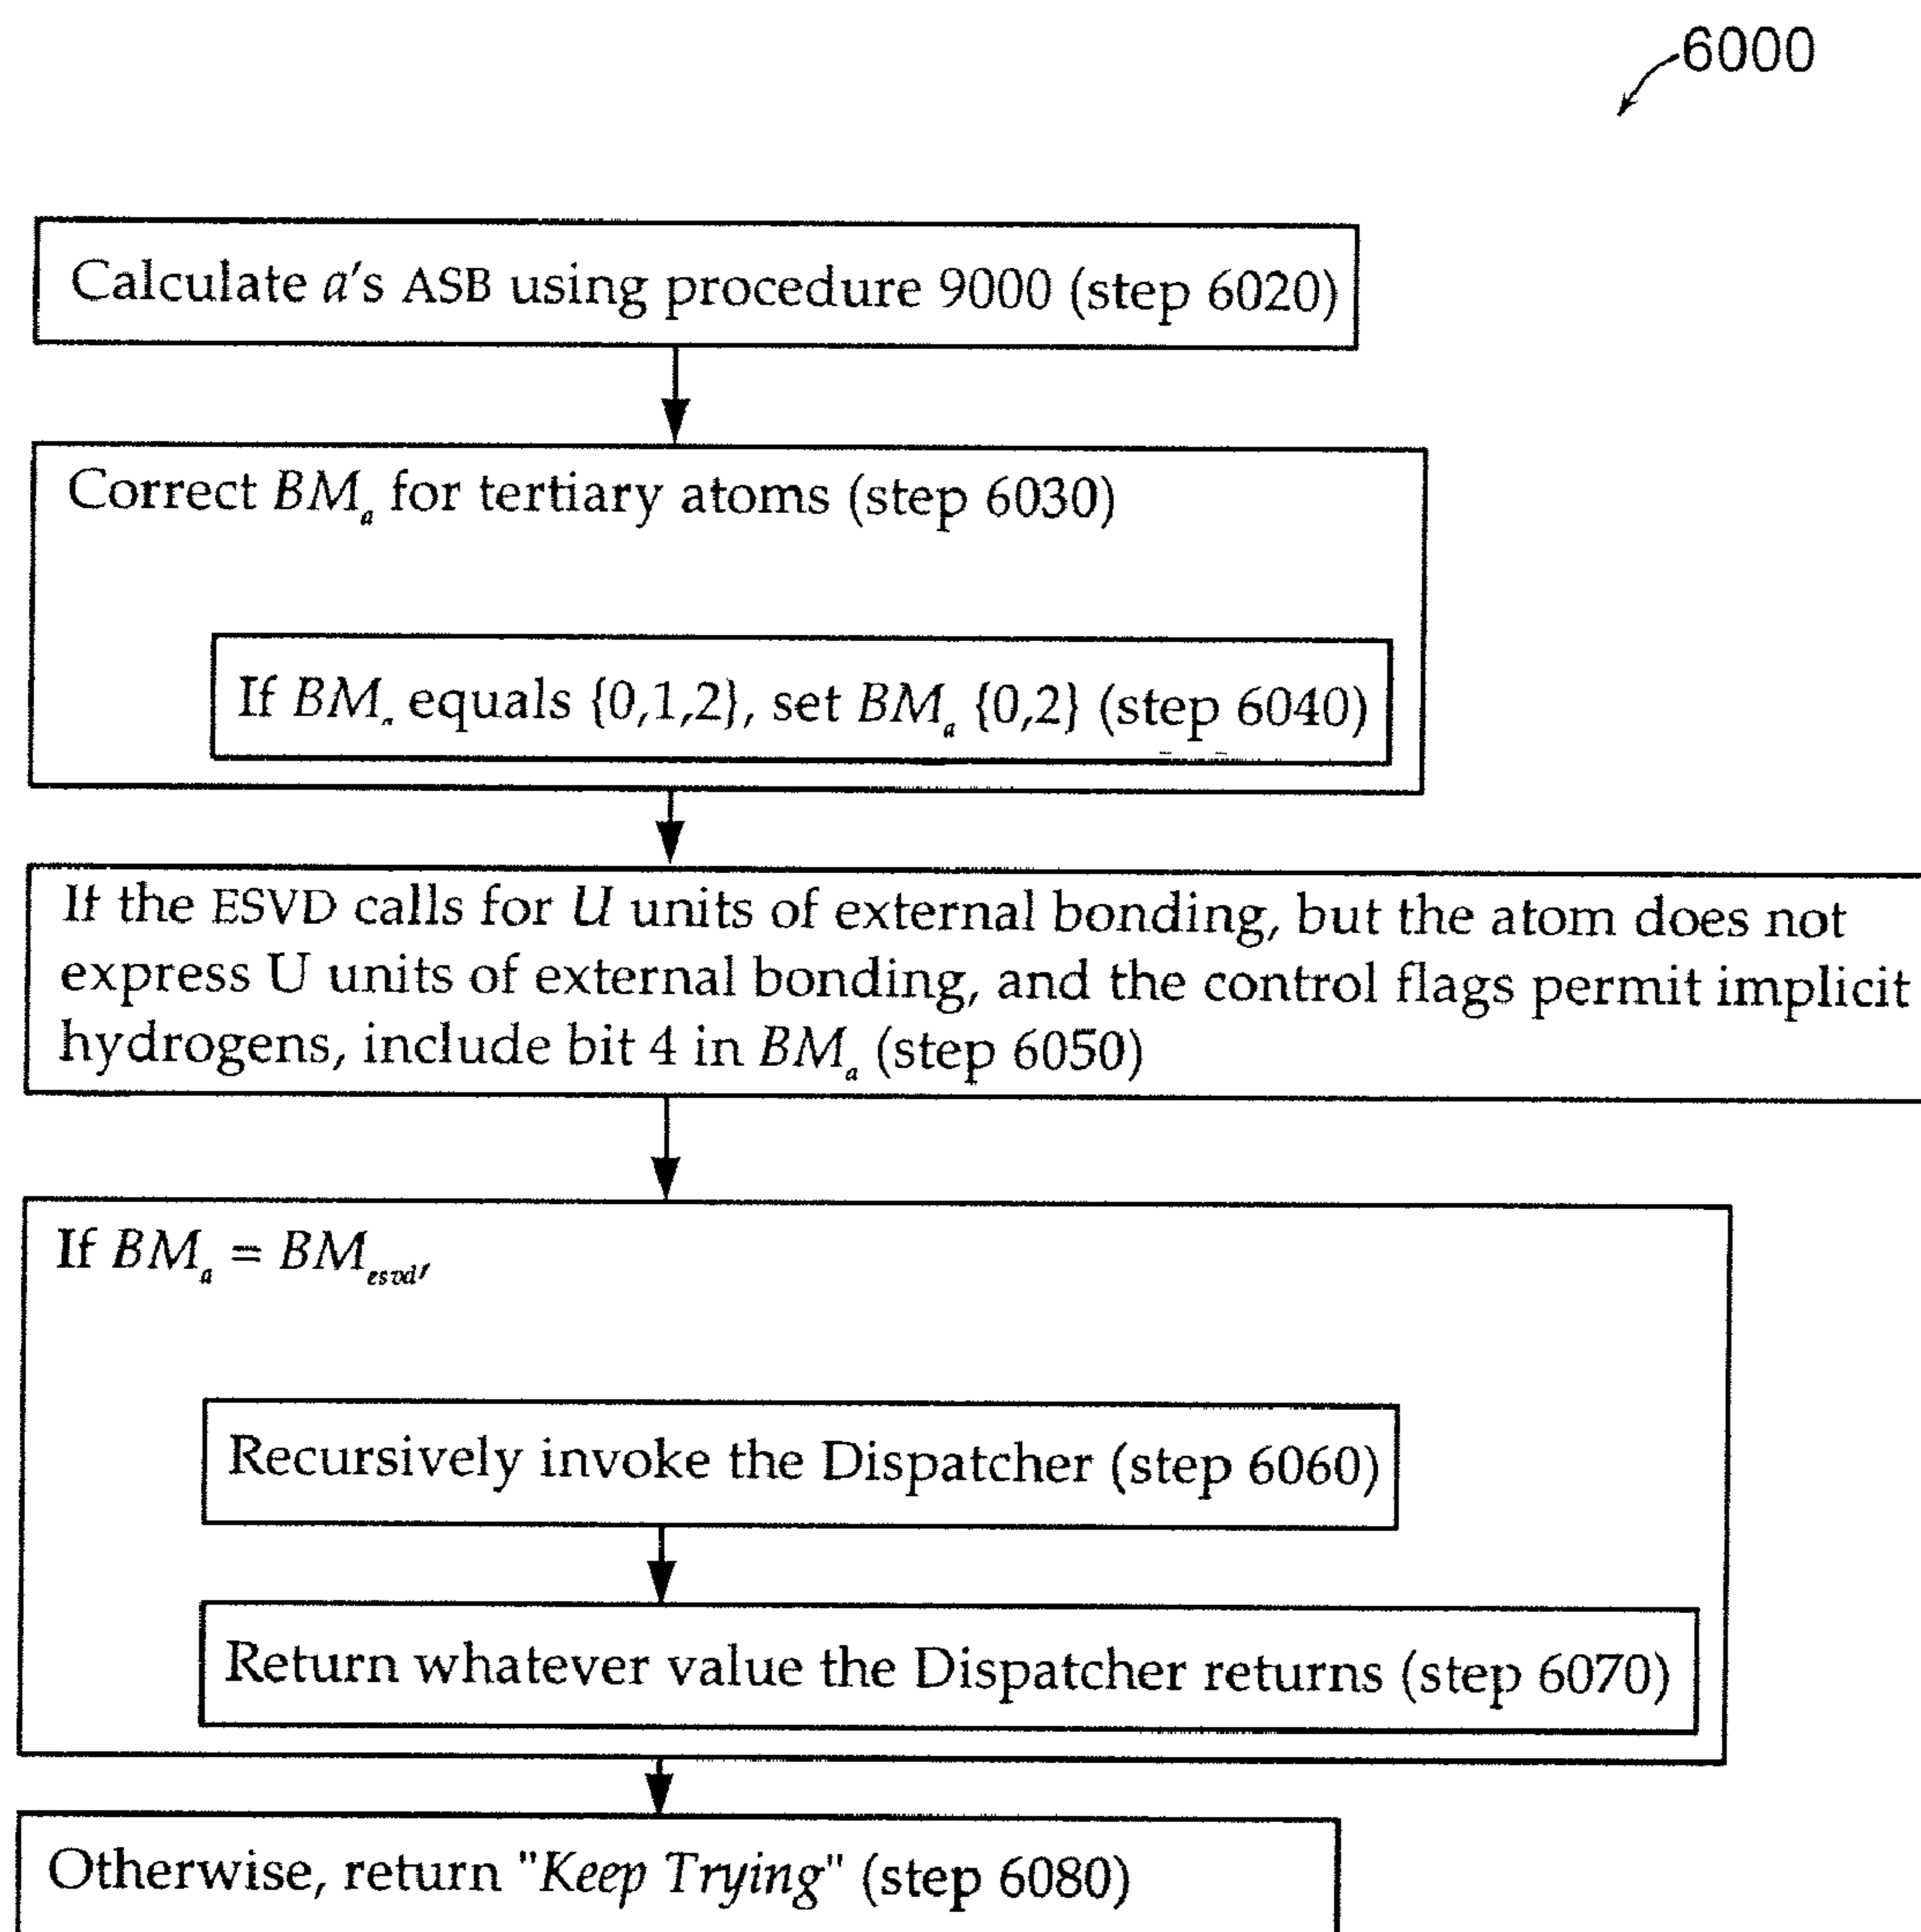 6000
Calculate a's ASB using procedure 9000 (step 6020)
Correct BMₐ for tertiary atoms (step 6030)
If BMₐ equals {0,1,2}, set BMₐ {0,2} (step 6040)
If the ESVD calls for U units of external bonding, but the atom does not
express U units of external bonding, and the control flags permit implicit
hydrogens, include bit 4 in BMₐ (step 6050)
If BMₐ = BM_esvd,
Recursively invoke the Dispatcher (step 6060)
Return whatever value the Dispatcher returns (step 6070)
Otherwise, return "Keep Trying" (step 6080)